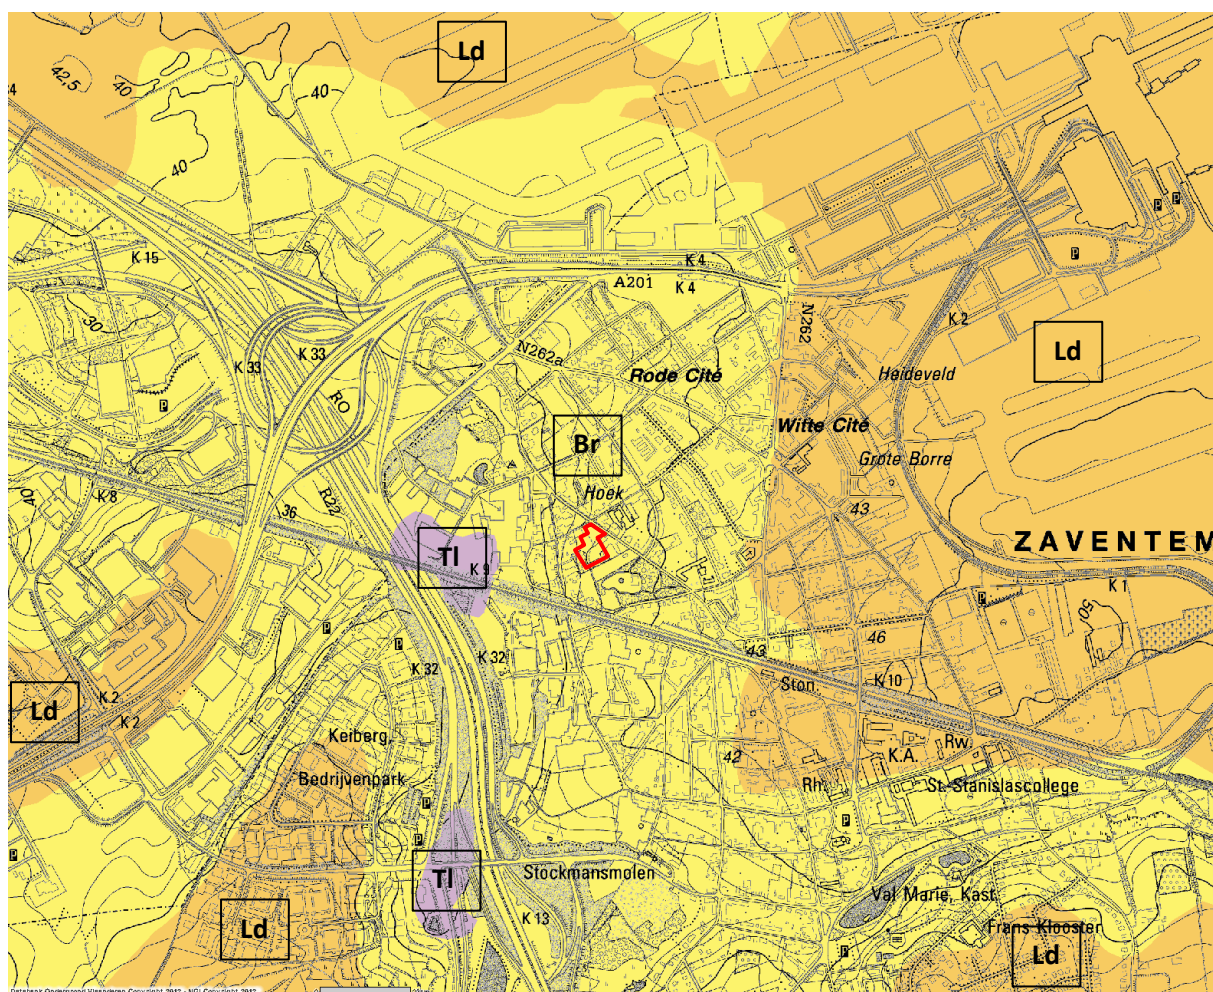 Ld
42,5
40
40
40
K 15
K 4
K 4
A201
N262
K 2
30
K 33
K 33
N262a
RO
Rode Cité
Heideveld
Ld
Witte Cité
Br
Grote Borre
Hoek
40
K 8
36
R22
43
ZAVENTEM
Tl
K 9
K 1
50
46
43
K 32
K 32
Ston.
K 10
Ld
K 2
K 2
Keiberg
Rw.
K.A.
42
Bedrijvenpark
Rh.
St.-Stanislascollege
Stockmansmolen
Tl
Val Marie, Kast.
K 13
Ld
Frans Klooster
Ld
P
P
P
P
P
P
P
P
P
P
P
P